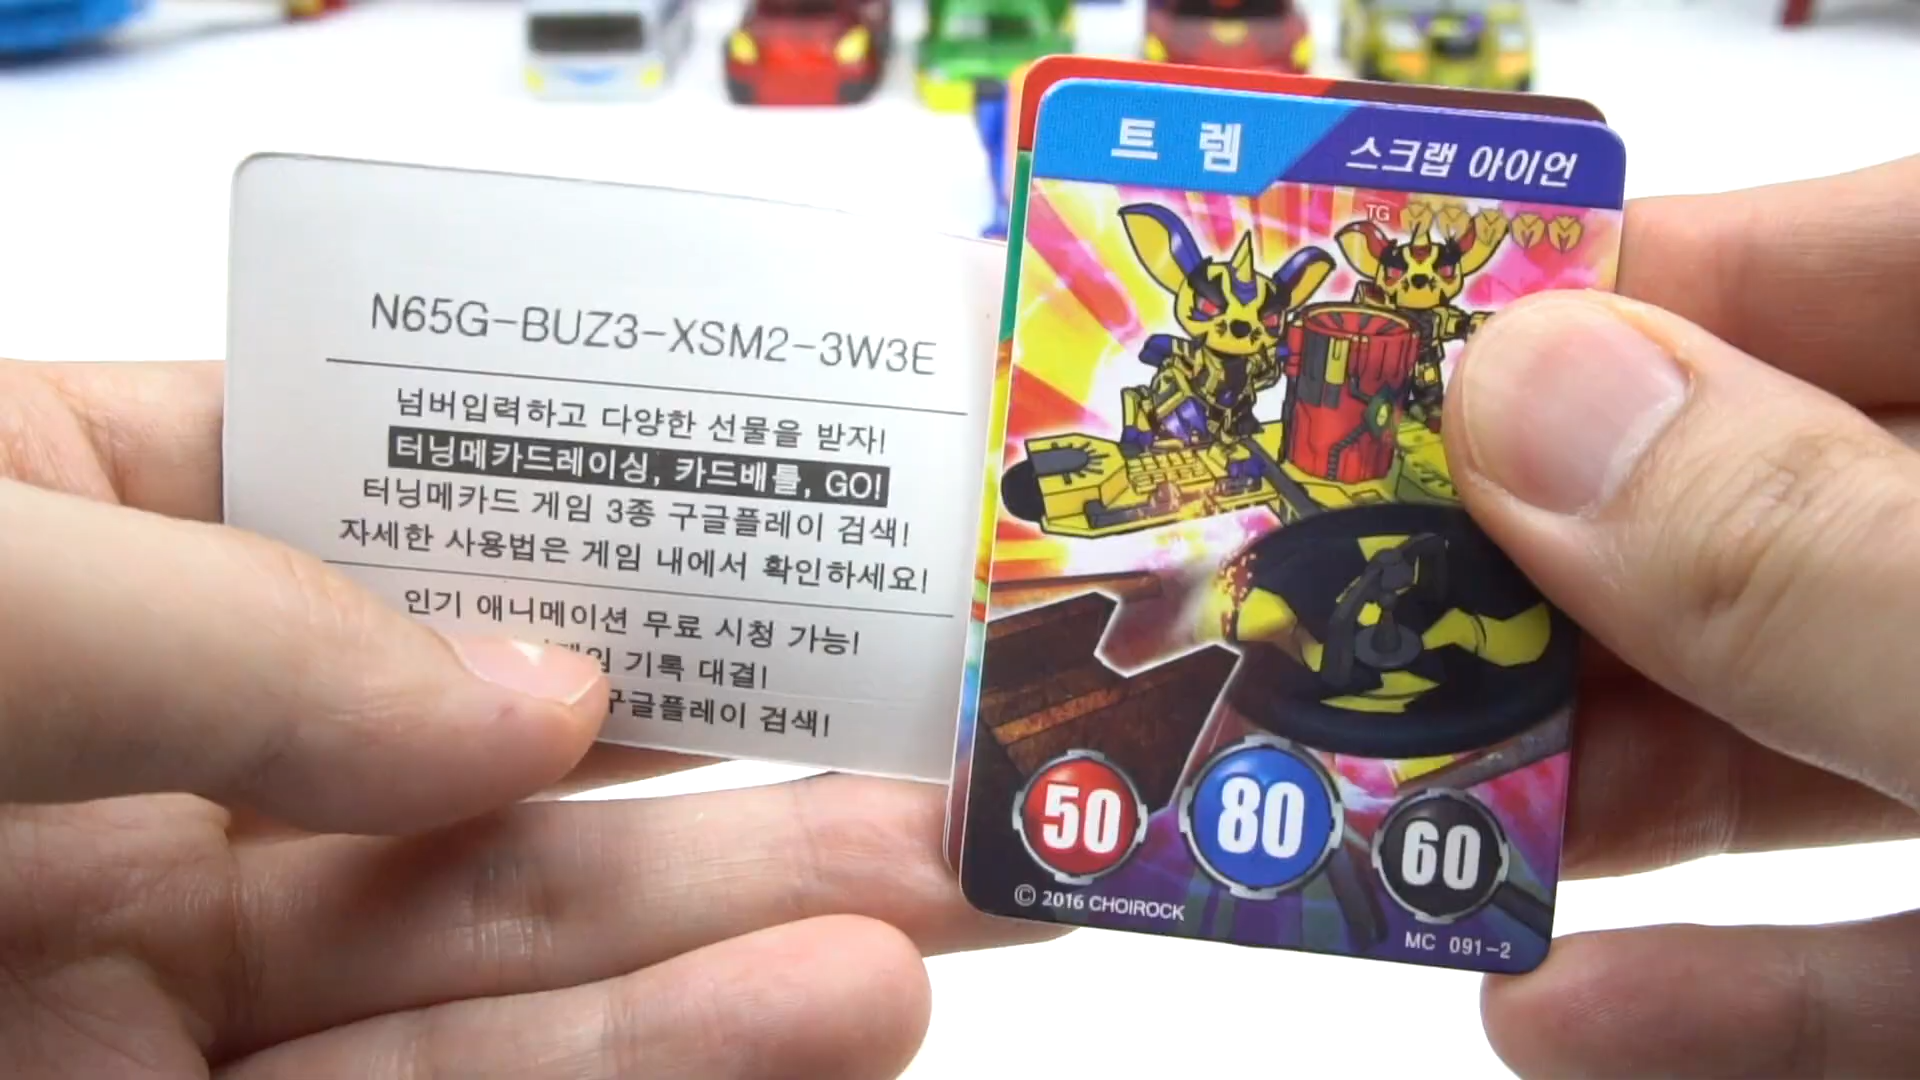 N65G-BUZ3-XSM2-3W3E
넘버입력하고 다양한 선물을 받자!
터닝메카드레이싱, 카드배틀, GO!
터닝메카드 게임 3종 구글플레이 검색!
자세한 사용법은 게임 내에서 확인하세요!
인기 애니메이션 무료 시청 가능!
기록 대결!
구글플레이 검색!
트 렘
스크랩 아이언
TG
50
80
60
© 2016 CHOIROCK
MC 091-2